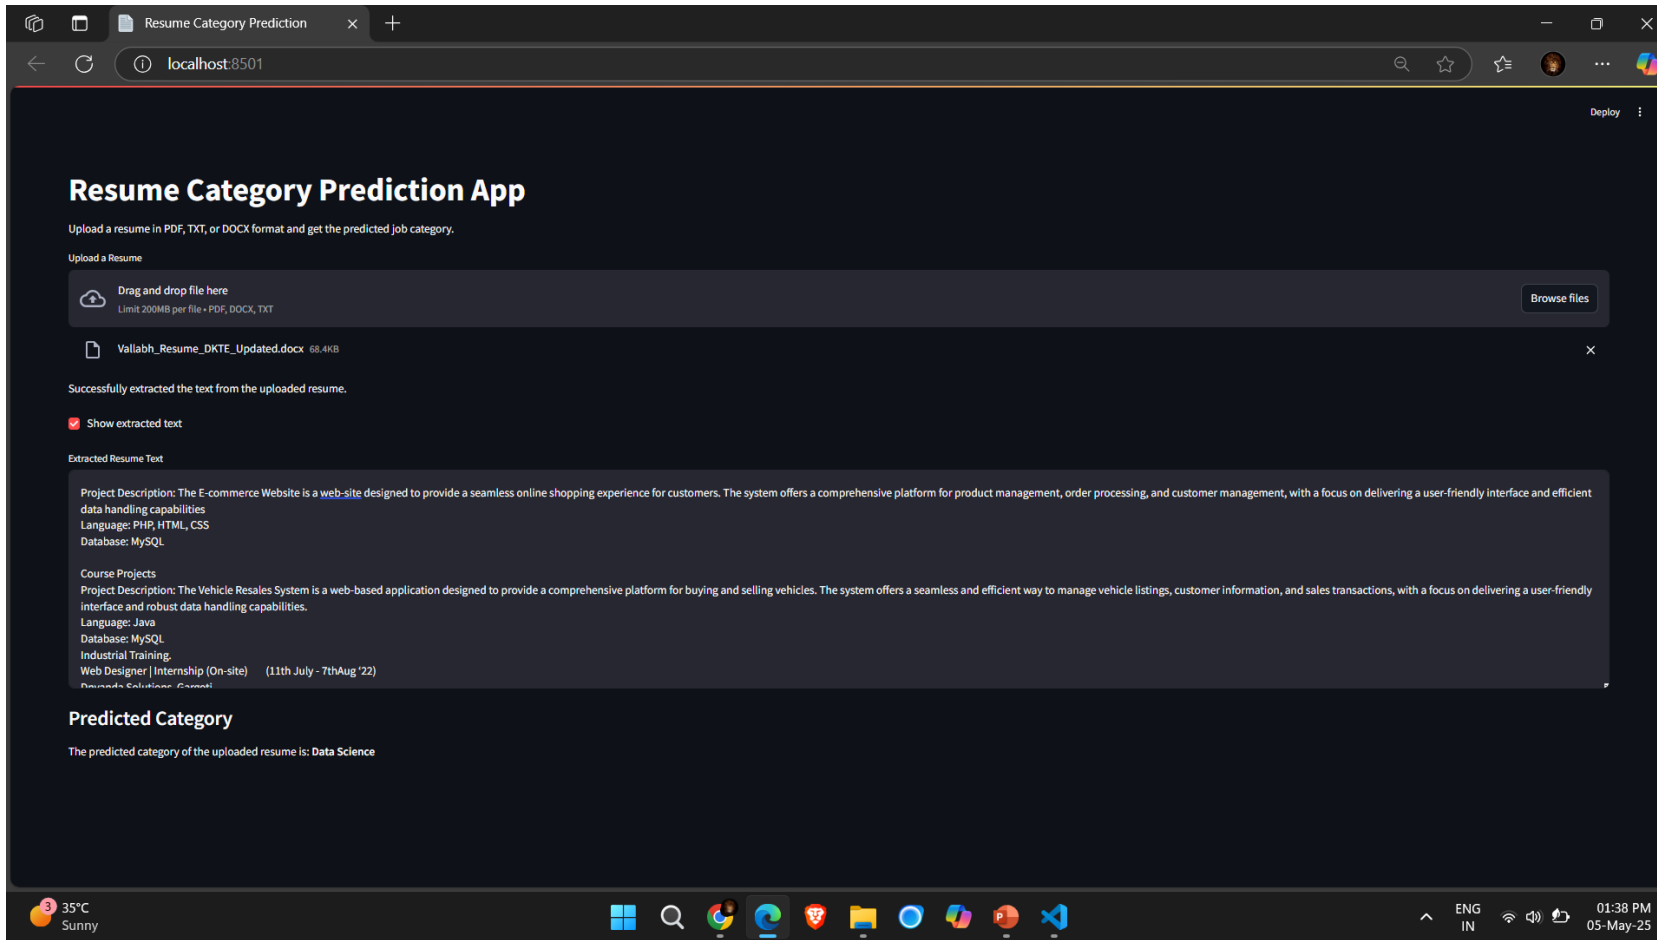 Resume Category Prediction
localhost:8501
Deploy
Resume Category Prediction App
Upload a resume in PDF, TXT, or DOCX format and get the predicted job category.
Upload a Resume
Drag and drop file here
Limit 200MB per file • PDF, DOCX, TXT
Browse files
Vallabh_Resume_DKTE_Updated.docx 68.4KB
Successfully extracted the text from the uploaded resume.
Show extracted text
Extracted Resume Text
Project Description: The E-commerce Website is a web-site designed to provide a seamless online shopping experience for customers. The system offers a comprehensive platform for product management, order processing, and customer management, with a focus on delivering a user-friendly interface and efficient
data handling capabilities
Language: PHP, HTML, CSS
Database: MySQL
Course Projects
Project Description: The Vehicle Resales System is a web-based application designed to provide a comprehensive platform for buying and selling vehicles. The system offers a seamless and efficient way to manage vehicle listings, customer information, and sales transactions, with a focus on delivering a user-friendly
interface and robust data handling capabilities.
Language: Java
Database: MySQL
Industrial Training.
Web Designer | Internship (On-site) (11th July - 7thAug '22)
Solutions, Gargoti
Predicted Category
The predicted category of the uploaded resume is: Data Science
3
35°C
Sunny
ENG
IN
01:38 PM
05-May-25